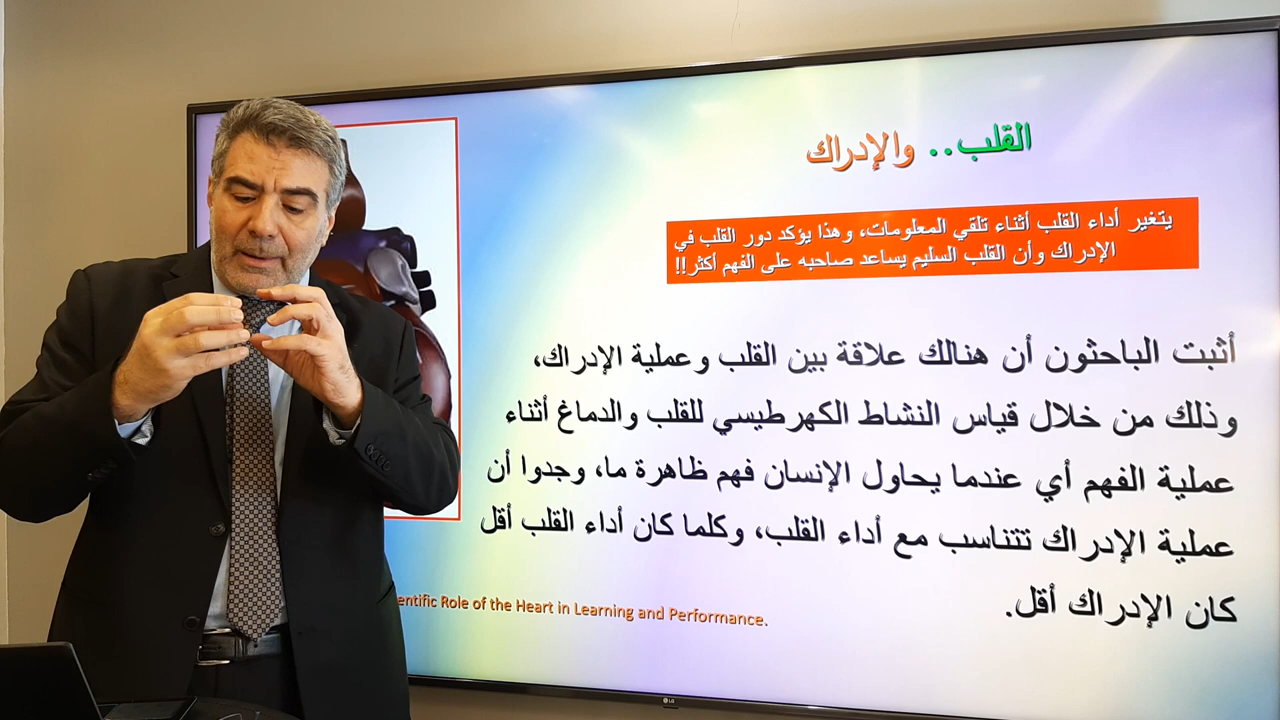 القلب.. والإدراك
يتغير أداء القلب أثناء تلقي المعلومات، وهذا يؤكد دور القلب في
الإدراك وأن القلب السليم يساعد صاحبه على الفهم أكثر!!
أثبت الباحثون أن هنالك علاقة بين القلب وعملية الإدراك،
وذلك من خلال قياس النشاط الكهرطيسي للقلب والدماغ أثناء
عملية الفهم أي عندما يحاول الإنسان فهم ظاهرة ما، وجدوا أن
عملية الإدراك تتناسب مع أداء القلب، وكلما كان أداء القلب أقل
كان الإدراك أقل.
Role of the Heart in Learning and Performance.
LG